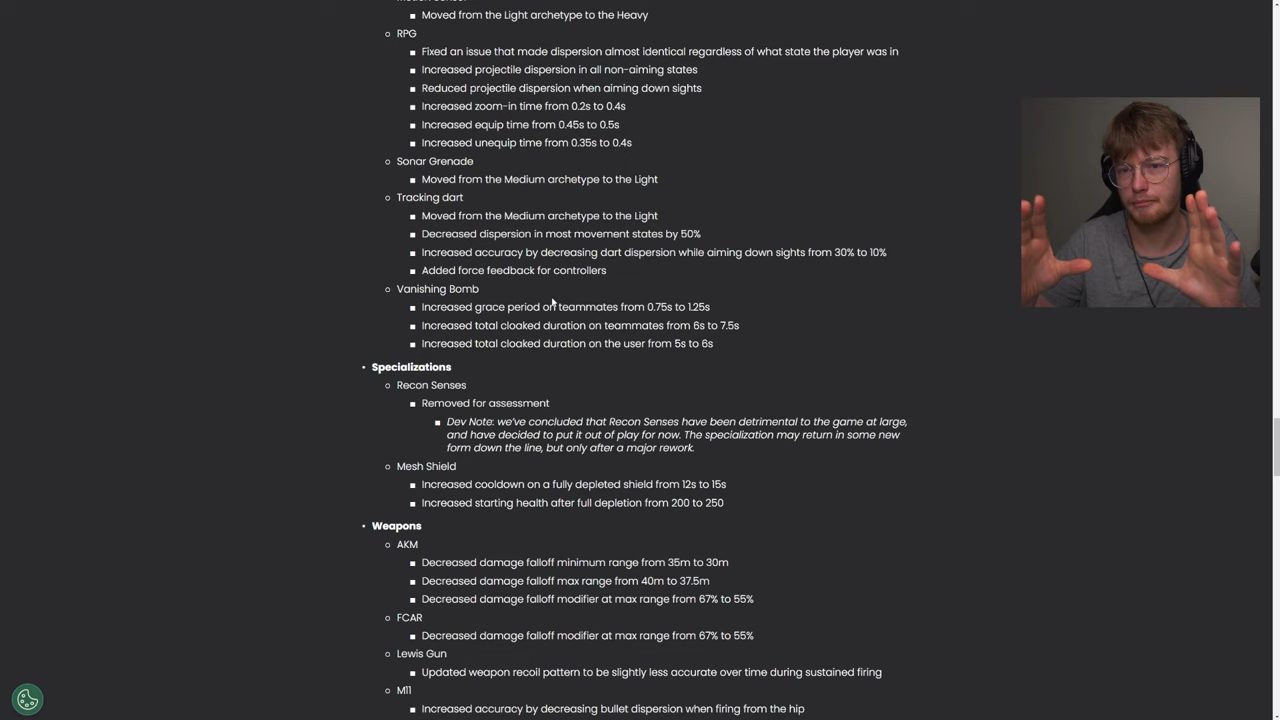 Moved from the Light archetype to the Heavy
RPG
Fixed an issue that made dispersion almost identical regardless of what state the player was in
Increased projectile dispersion in all non-aiming states
Reduced projectile dispersion when aiming down sights
Increased zoom-in time from 0.2s to 0.4s
Increased equip time from 0.45s to 0.5s
Increased unequip time from 0.35s to 0.4s
Sonar Grenade
Moved from the Medium archetype to the Light
Tracking dart
Moved from the Medium archetype to the Light
Decreased dispersion in most movement states by 50%
Increased accuracy by decreasing dart dispersion while aiming down sights from 30% to 10%
Added force feedback for controllers
Vanishing Bomb
Increased grace period on teammates from 0.75s to 1.25s
Increased total cloaked duration on teammates from 6s to 7.5s
Increased total cloaked duration on the user from 5s to 6s
Specializations
Recon Senses
Removed for assessment
Dev Note: we've concluded that Recon Senses have been detrimental to the game at large,
and have decided to put it out of play for now. The specialization may return in some new
form down the line, but only after a major rework.
Mesh Shield
Increased cooldown on a fully depleted shield from 12s to 15s
Increased starting health after full depletion from 200 to 250
Weapons
AKM
Decreased damage falloff minimum range from 35m to 30m
Decreased damage falloff max range from 40m to 37.5m
Decreased damage falloff modifier at max range from 67% to 55%
FCAR
Decreased damage falloff modifier at max range from 67% to 55%
Lewis Gun
Updated weapon recoil pattern to be slightly less accurate over time during sustained firing
M11
Increased accuracy by decreasing bullet dispersion when firing from the hip